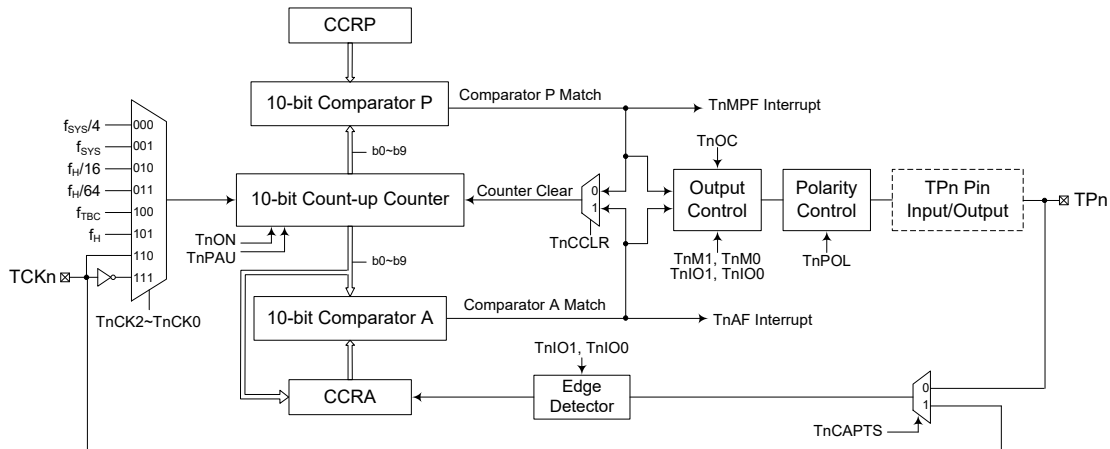 CCRP
10-bit Comparator P
Comparator P Match
TnMPF Interrupt
b0~b9
TnOC
fSYS/4
000
fSYS
001
fH/16
010
fH/64
011
fTBC
100
fH
101
110
111
TCKn
TnCK2~TnCK0
10-bit Count-up Counter
TnON
TnPAU
Counter Clear
0
1
TnCCLR
Output
Control
TnM1, TnM0
TnIO1, TnIO0
Polarity
Control
TnPOL
TPn Pin
Input/Output
TPn
b0~b9
10-bit Comparator A
Comparator A Match
TnAF Interrupt
TnIO1, TnIO0
CCRA
Edge
Detector
0
1
TnCAPTS